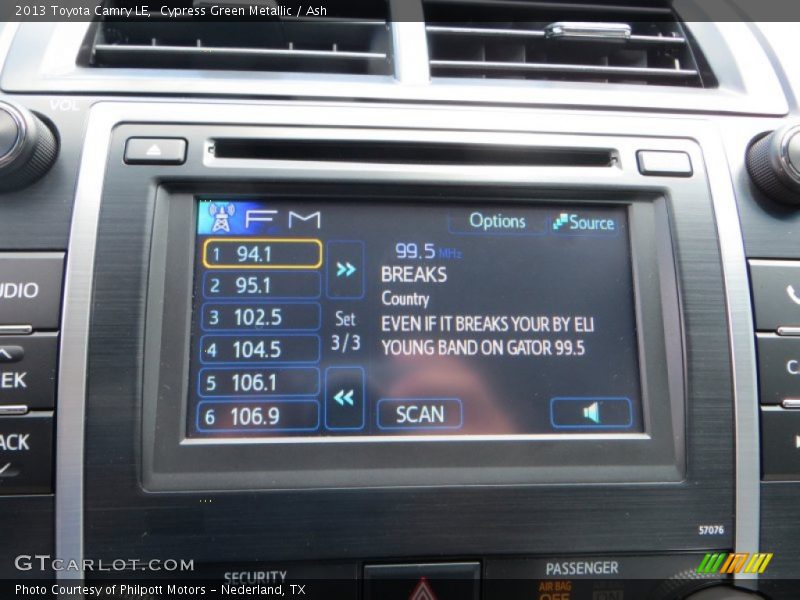 2013 Toyota Camry LE, Cypress Green Metallic / Ash
VOL
FM
Options
Source
1 94.1
2 95.1
3 102.5
4 104.5
5 106.1
6 106.9
Set
3/3
99.5 MHz
BREAKS
Country
EVEN IF IT BREAKS YOUR BY ELI
YOUNG BAND ON GATOR 99.5
SCAN
UDIO
EEK
ACK
57076
SECURITY
PASSENGER
AIR BAG
OFF
GTCARLOT.COM
Photo Courtesy of Philpott Motors - Nederland, TX